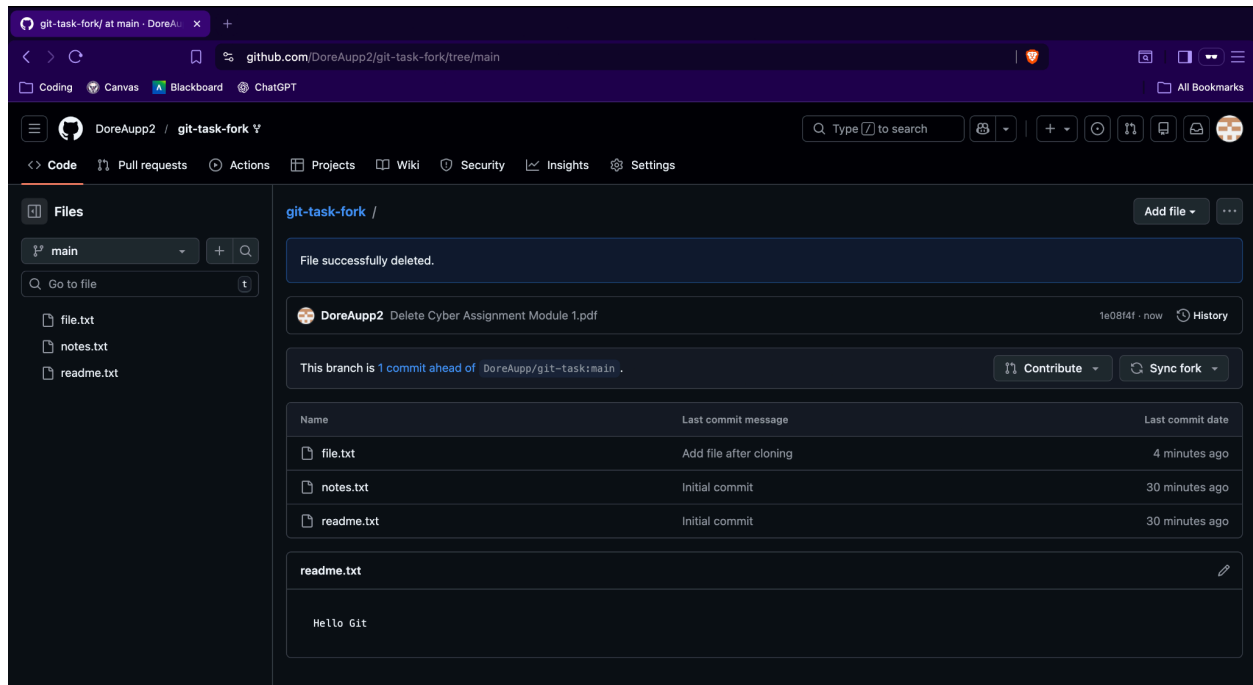 git-task-fork/ at main · DoreAu
github.com/DoreAupp2/git-task-fork/tree/main
Coding Canvas Blackboard ChatGPT All Bookmarks
DoreAupp2 / git-task-fork Type / to search
Code Pull requests Actions Projects Wiki Security Insights Settings
Files
git-task-fork / Add file
main
File successfully deleted.
Go to file t
DoreAupp2 Delete Cyber Assignment Module 1.pdf 1e08f4f · now History
file.txt
notes.txt
readme.txt
This branch is 1 commit ahead of DoreAupp/git-task:main . Contribute Sync fork
Name Last commit message Last commit date
file.txt Add file after cloning 4 minutes ago
notes.txt Initial commit 30 minutes ago
readme.txt Initial commit 30 minutes ago
readme.txt
Hello Git